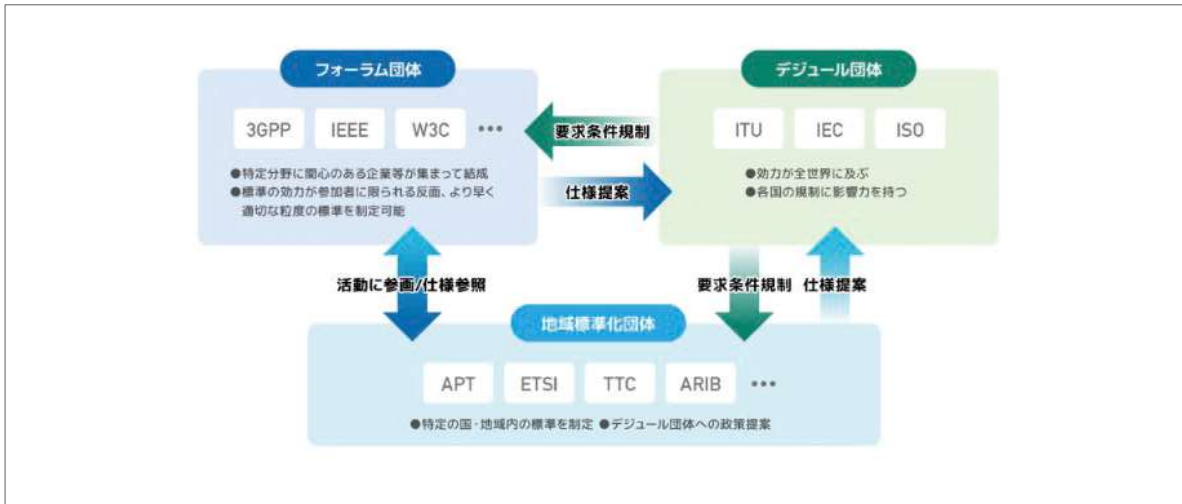 フォーラム団体
3GPP
IEEE
W3C
•••
●特定分野に関心のある企業等が集まって結成
●標準の効力が参加者に限られる反面、より早く
適切な粒度の標準を制定可能
要求条件規制
仕様提案
デジュール団体
ITU
IEC
ISO
●効力が全世界に及ぶ
●各国の規制に影響力を持つ
活動に参画/仕様参照
要求条件規制
仕様提案
地域標準化団体
APT
ETSI
TTC
ARIB
•••
●特定の国・地域内の標準を制定 ●デジュール団体への政策提案